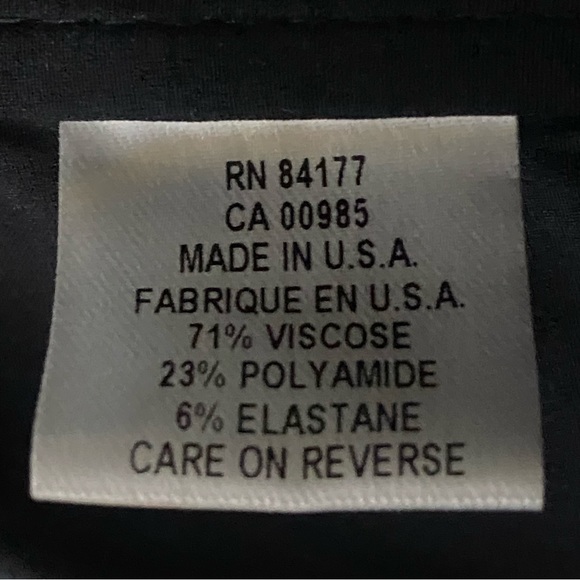 RN 84177
CA 00985
MADE IN U.S.A.
FABRIQUE EN U.S.A.
71% VISCOSE
23% POLYAMIDE
6% ELASTANE
CARE ON REVERSE